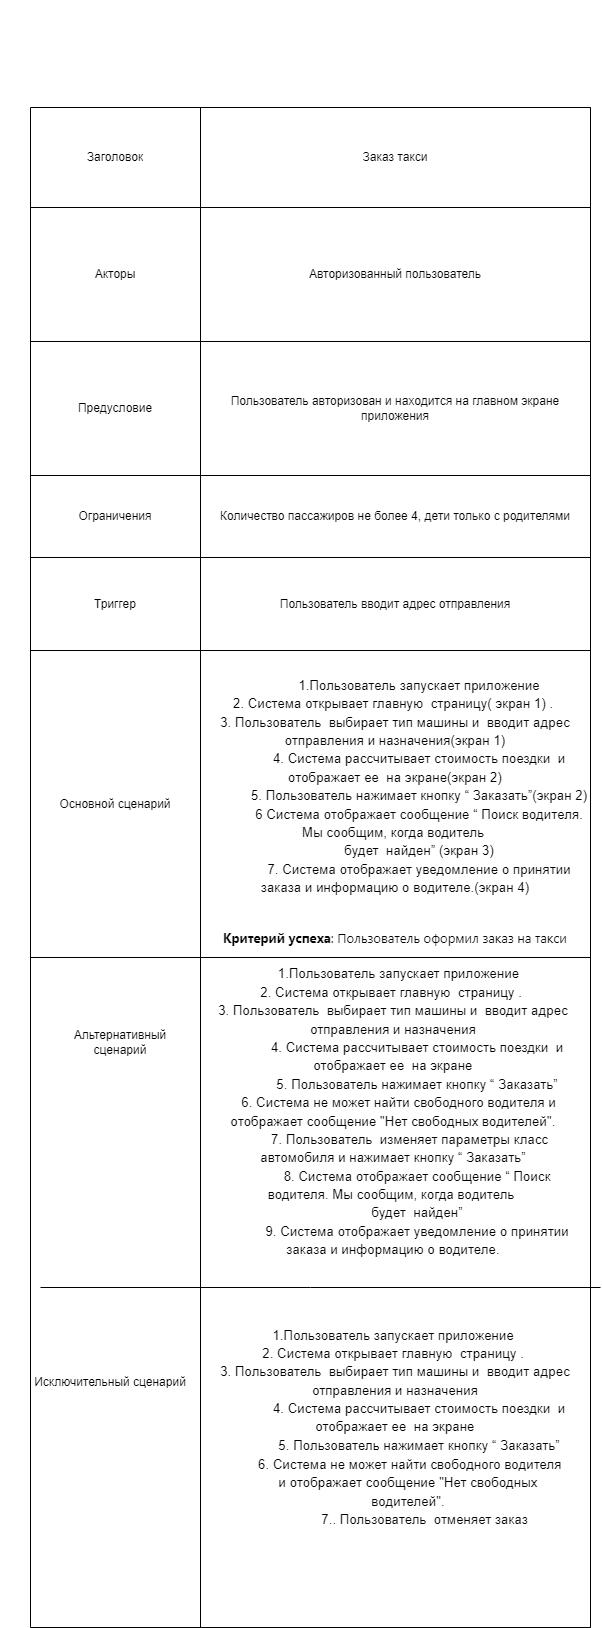 Заголовок
Заказ такси
Акторы
Авторизованный пользователь
Предусловие
Пользователь авторизован и находится на главном экране
приложения
Ограничения
Количество пассажиров не более 4, дети только с родителями
Триггер
Пользователь вводит адрес отправления
Основной сценарий
1.Пользователь запускает приложение
2. Система открывает главную  страницу( экран 1) .
3. Пользователь  выбирает тип машины и  вводит адрес
отправления и назначения(экран 1)
4. Система рассчитывает стоимость поездки  и
отображает ее  на экране(экран 2)
5. Пользователь нажимает кнопку “ Заказать”(экран 2)
6 Система отображает сообщение “ Поиск водителя.
Мы сообщим, когда водитель
будет  найден” (экран 3)
7. Система отображает уведомление о принятии
заказа и информацию о водителе.(экран 4)
Критерий успеха: Пользователь оформил заказ на такси
Альтернативный
сценарий
1.Пользователь запускает приложение
2. Система открывает главную  страницу .
3. Пользователь  выбирает тип машины и  вводит адрес
отправления и назначения
4. Система рассчитывает стоимость поездки  и
отображает ее  на экране
5. Пользователь нажимает кнопку “ Заказать”
6. Система не может найти свободного водителя и
отображает сообщение "Нет свободных водителей".
7. Пользователь  изменяет параметры класс
автомобиля и нажимает кнопку “ Заказать”
8. Система отображает сообщение “ Поиск
водителя. Мы сообщим, когда водитель
будет  найден”
9. Система отображает уведомление о принятии
заказа и информацию о водителе.
Исключительный сценарий
1.Пользователь запускает приложение
2. Система открывает главную  страницу .
3. Пользователь  выбирает тип машины и  вводит адрес
отправления и назначения
4. Система рассчитывает стоимость поездки  и
отображает ее  на экране
5. Пользователь нажимает кнопку “ Заказать”
6. Система не может найти свободного водителя
и отображает сообщение "Нет свободных
водителей".
7.. Пользователь  отменяет заказ